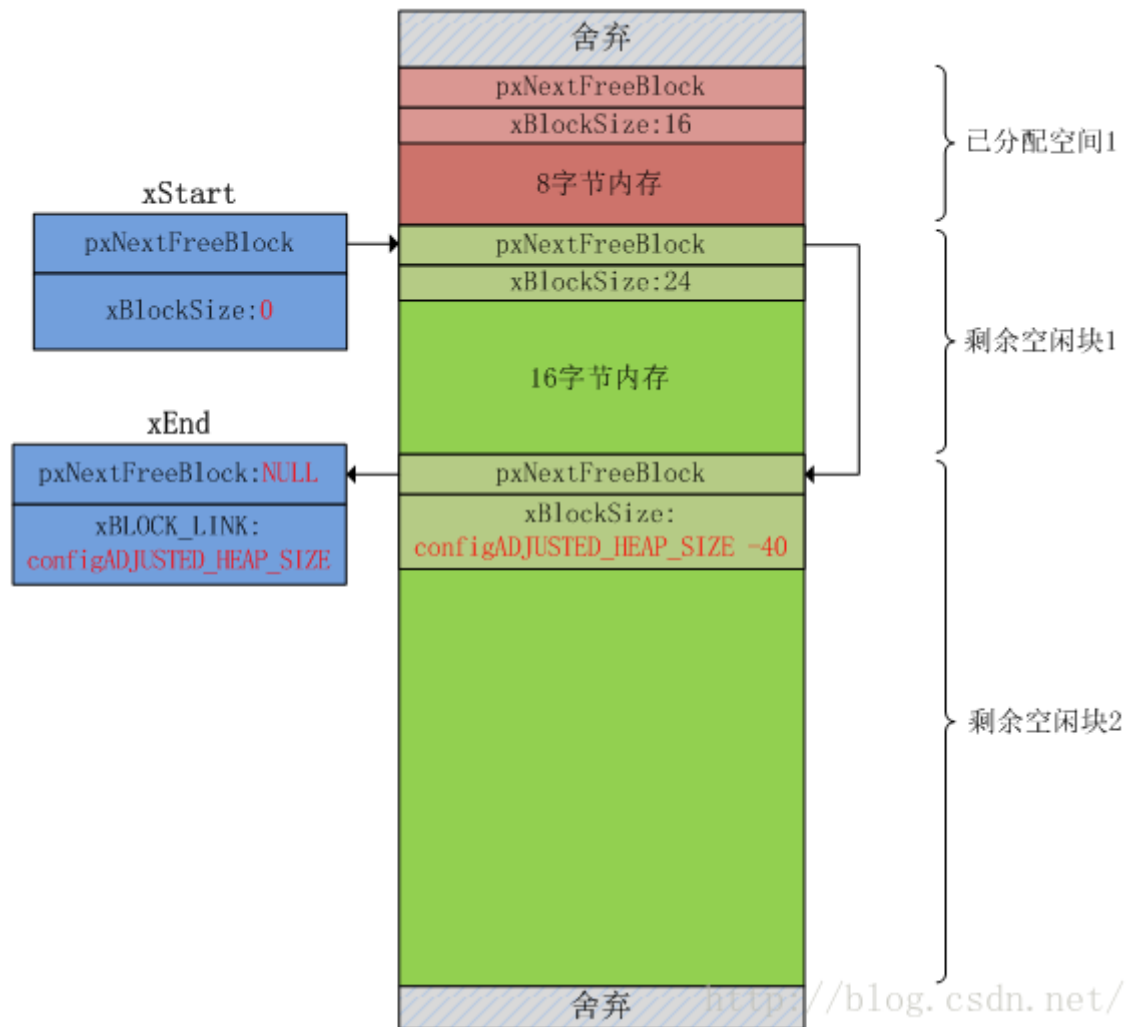 舍弃
pxNextFreeBlock
xBlockSize:16
8字节内存
已分配空间1
xStart
pxNextFreeBlock
xBlockSize:0
pxNextFreeBlock
xBlockSize:24
16字节内存
剩余空闲块1
xEnd
pxNextFreeBlock:NULL
xBLOCK_LINK:
configADJUSTED_HEAP_SIZE
pxNextFreeBlock
xBlockSize:
configADJUSTED_HEAP_SIZE -40
剩余空闲块2
舍弃
http://blog.csdn.net/